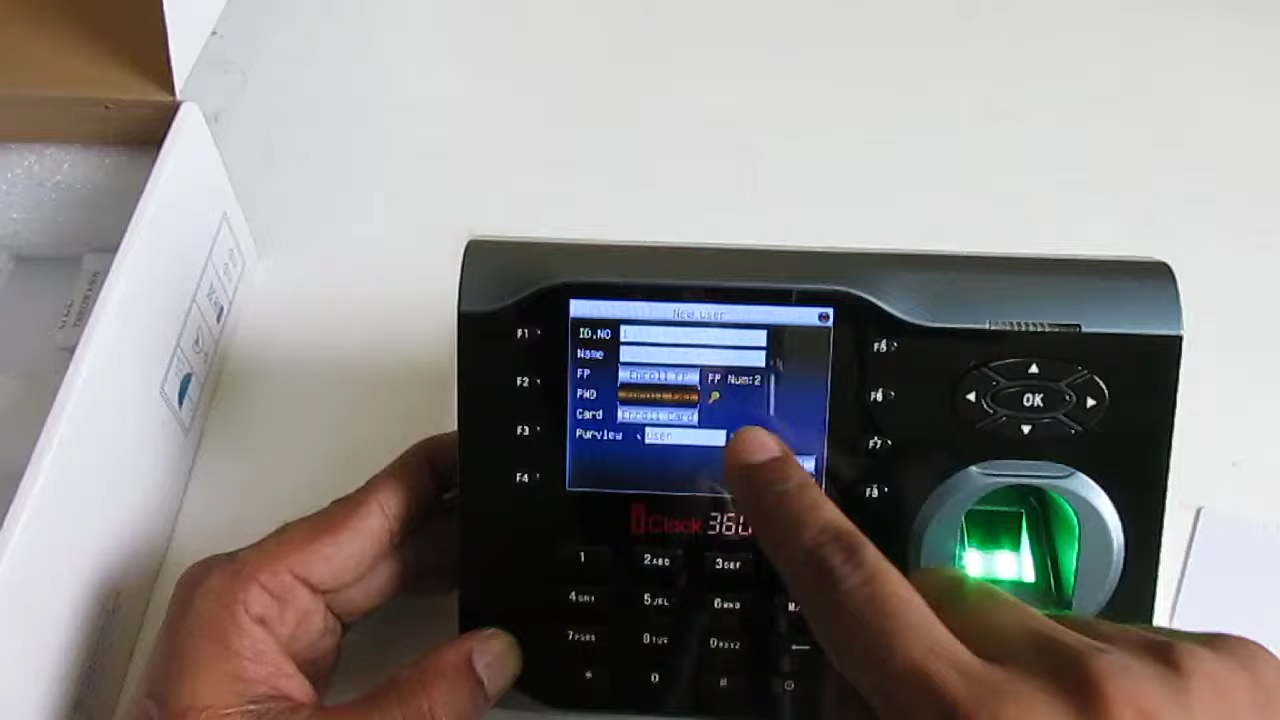 New user
ID.NO 1
Name
FP Enroll FP FP Num:2
PWD
Card Enroll Card
Purview user
F1
F2
F3
F4
F5
F6
F7
F8
OK
iClock 360
1 2ABC 3DEF
4GHI 5JKL 6MNO M/
7PQRS 8TUV 9WXYZ ←
* 0 #